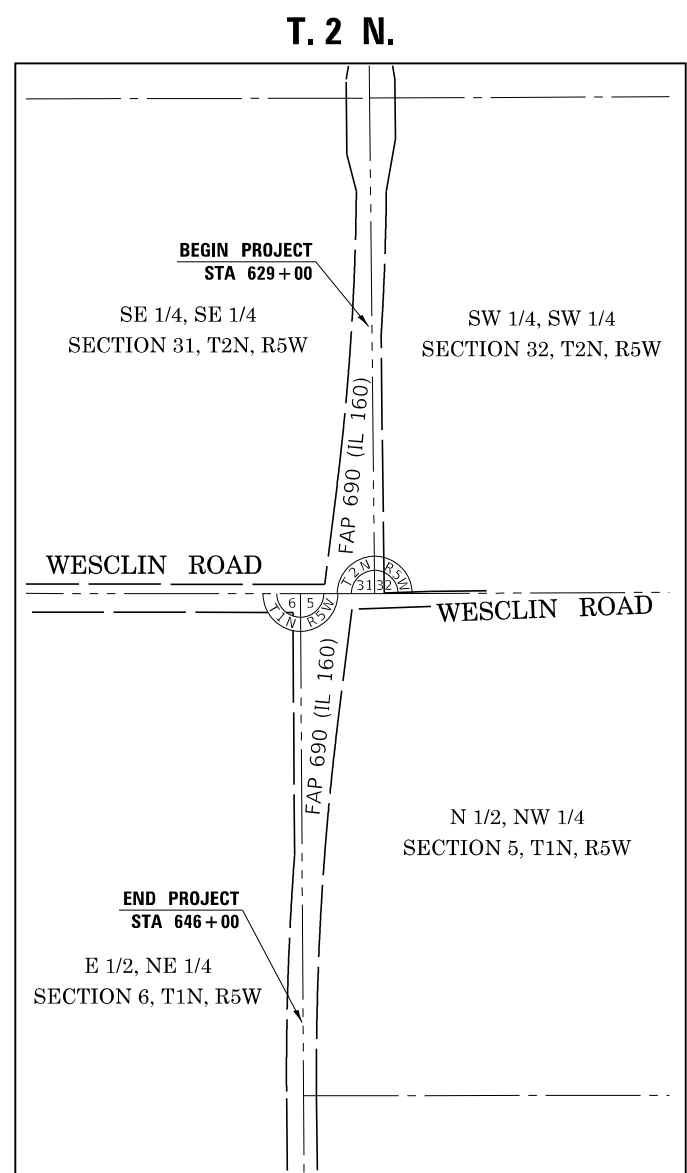 T. 2 N.
BEGIN PROJECT
STA 629+00
SE 1/4, SE 1/4
SECTION 31, T2N, R5W
SW 1/4, SW 1/4
SECTION 32, T2N, R5W
FAP 690 (IL 160)
WESCLIN ROAD
T2N R5W
31 32
6 5
T1N R5W
WESCLIN ROAD
FAP 690 (IL 160)
N 1/2, NW 1/4
SECTION 5, T1N, R5W
END PROJECT
STA 646+00
E 1/2, NE 1/4
SECTION 6, T1N, R5W